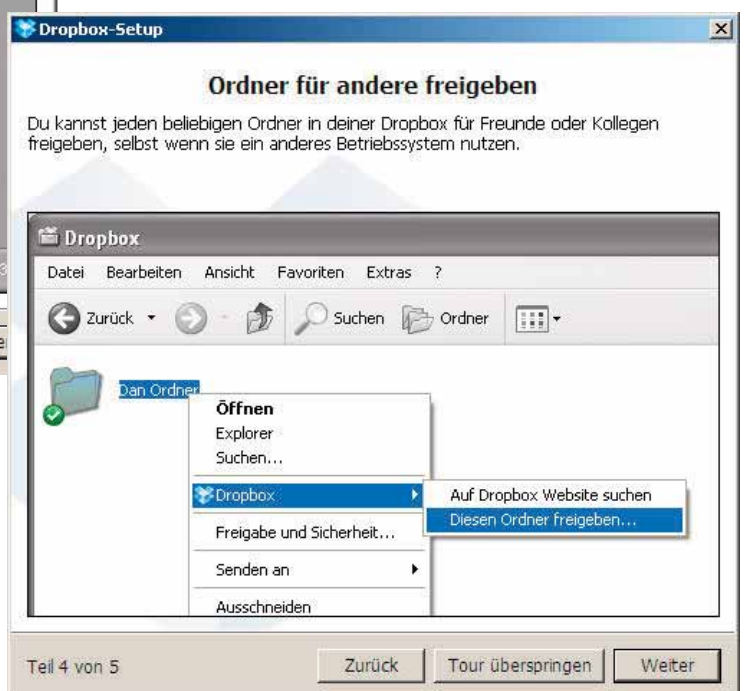 Dropbox-Setup
Ordner für andere freigeben
Du kannst jeden beliebigen Ordner in deiner Dropbox für Freunde oder Kollegen
freigeben, selbst wenn sie ein anderes Betriebssystem nutzen.
Dropbox
Datei Bearbeiten Ansicht Favoriten Extras ?
Zurück Suchen Ordner
Dan Ordner
Öffnen
Explorer
Suchen...
Dropbox
Auf Dropbox Website suchen
Diesen Ordner freigeben...
Freigabe und Sicherheit...
Senden an
Ausschneiden
Teil 4 von 5 Zurück Tour überspringen Weiter